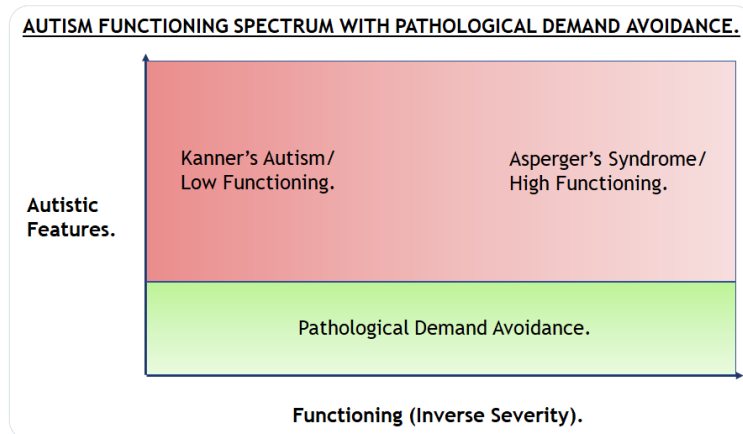 AUTISM FUNCTIONING SPECTRUM WITH PATHOLOGICAL DEMAND AVOIDANCE.
Kanner's Autism/
Low Functioning.
Asperger's Syndrome/
High Functioning.
Autistic
Features.
Pathological Demand Avoidance.
Functioning (Inverse Severity).